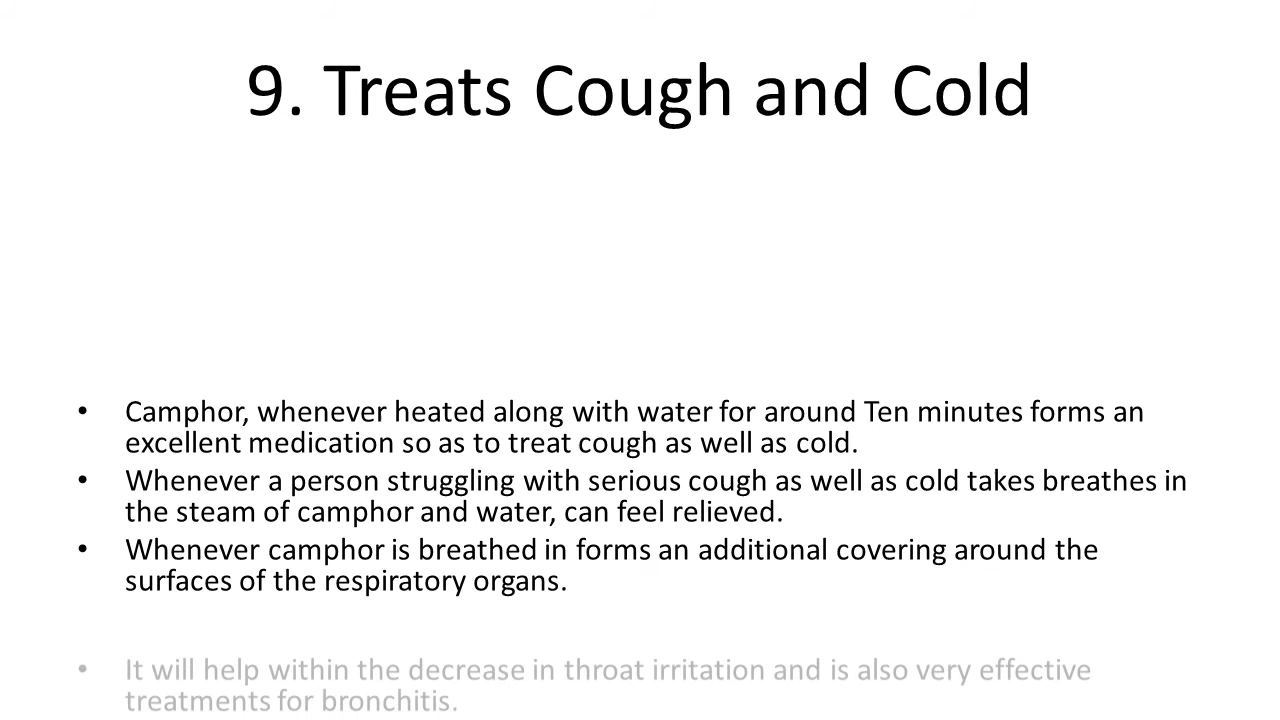 9. Treats Cough and Cold
• Camphor, whenever heated along with water for around Ten minutes forms an
excellent medication so as to treat cough as well as cold.
• Whenever a person struggling with serious cough as well as cold takes breathes in
the steam of camphor and water, can feel relieved.
• Whenever camphor is breathed in forms an additional covering around the
surfaces of the respiratory organs.
• It will help within the decrease in throat irritation and is also very effective
treatments for bronchitis.